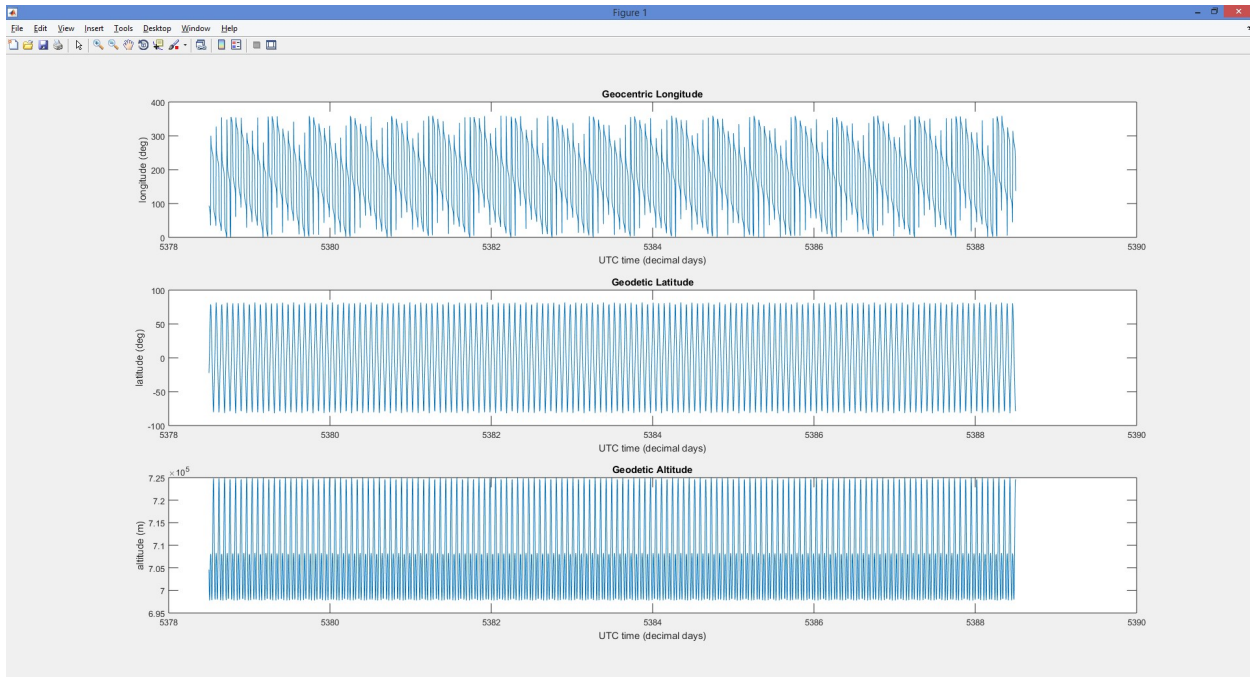 Figure 1
File Edit View Insert Tools Desktop Window Help
Geocentric Longitude
400
300
200
100
0
longitude (deg)
5378 5380 5382 5384 5386 5388 5390
UTC time (decimal days)
Geodetic Latitude
100
50
0
-50
-100
latitude (deg)
5378 5380 5382 5384 5386 5388 5390
UTC time (decimal days)
Geodetic Altitude
×10⁵
7.25
7.2
7.15
7.1
7.05
7
6.95
altitude (m)
5378 5380 5382 5384 5386 5388 5390
UTC time (decimal days)